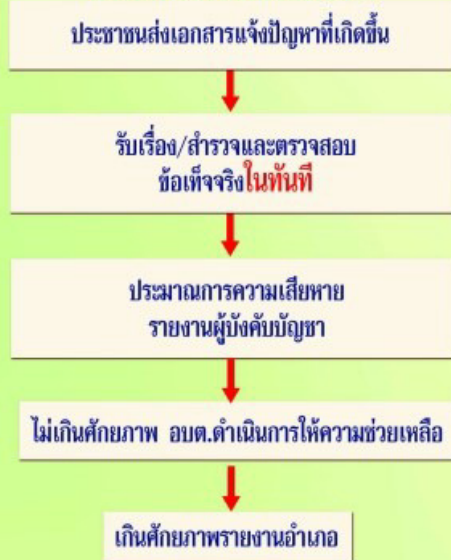 ประชาชนส่งเอกสารแจ้งปัญหาที่เกิดขึ้น
รับเรื่อง/สำรวจและตรวจสอบ
ข้อเท็จจริงในทันที
ประมาณการความเสียหาย
รายงานผู้บังคับบัญชา
ไม่เกินศักยภาพ อบต.ดำเนินการให้ความช่วยเหลือ
เกินศักยภาพรายงานอำเภอ